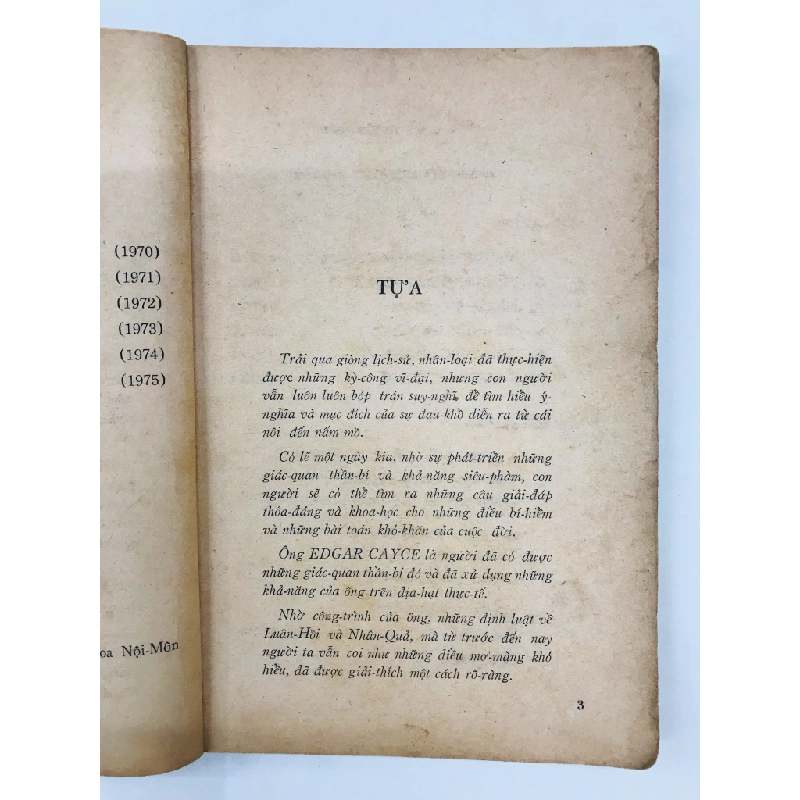 (1970)
(1971)
(1972)
(1973)
(1974)
(1975)
oa Nội-Môn
TỰA
Trải qua giòng lịch-sử, nhân-loại đã thực-hiện
được những kỳ-công vĩ-đại, nhưng con người
vẫn luôn luôn bóp trán suy-nghĩ, để tìm hiểu ý-
nghĩa và mục đích của sự đau khổ diễn ra từ cái
nôi đến nấm mồ.
Có lẽ một ngày kia, nhờ sự phát-triển những
giác-quan thần-bí và khả-năng siêu-phàm, con
người sẽ có thể tìm ra những câu giải-đáp
thỏa-đáng và khoa-học cho những điều bí-hiểm
và những bài toán khó-khăn của cuộc đời.
Ông EDGAR CAYCE là người đã có được
những giác-quan thần-bí đó và đã xử dụng những
khả-năng của ông trên địa-hạt thực-tế.
Nhờ công-trình của ông, những định luật về
Luân-Hồi và Nhân-Quả, mà từ trước đến nay
người ta vẫn coi như những điều mơ-màng khó
hiểu, đã được giải-thích một cách rõ-ràng.
3